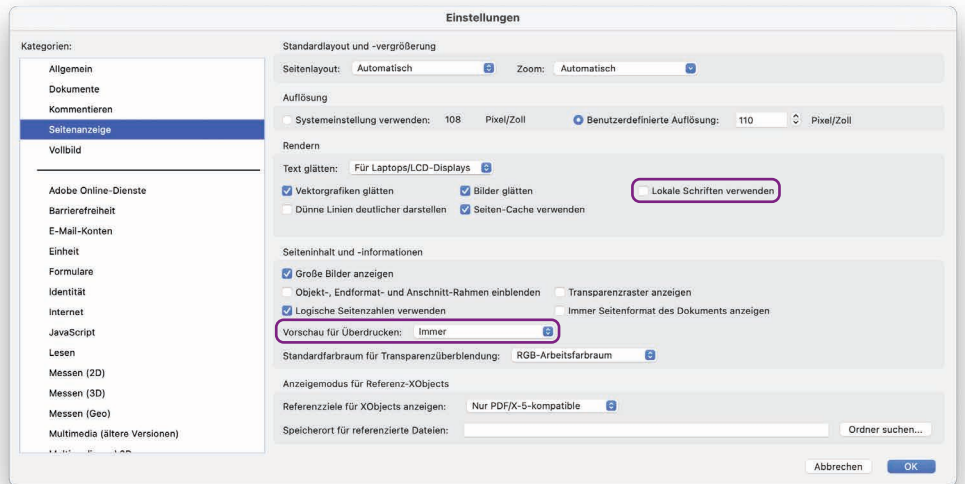 Einstellungen
Kategorien:
Allgemein
Dokumente
Kommentieren
Seitenanzeige
Vollbild
Adobe Online-Dienste
Barrierefreiheit
E-Mail-Konten
Einheit
Formulare
Identität
Internet
JavaScript
Lesen
Messen (2D)
Messen (3D)
Messen (Geo)
Multimedia (ältere Versionen)
Standardlayout und -vergrößerung
Seitenlayout: Automatisch Zoom: Automatisch
Auflösung
Systemeinstellung verwenden: 108 Pixel/Zoll Benutzerdefinierte Auflösung: 110 Pixel/Zoll
Rendern
Text glätten: Für Laptops/LCD-Displays
Vektorgrafiken glätten Bilder glätten Lokale Schriften verwenden
Dünne Linien deutlicher darstellen Seiten-Cache verwenden
Seiteninhalt und -informationen
Große Bilder anzeigen
Objekt-, Endformat- und Anschnitt-Rahmen einblenden Transparenzraster anzeigen
Logische Seitenzahlen verwenden Immer Seitenformat des Dokuments anzeigen
Vorschau für Überdrucken: Immer
Standardfarbraum für Transparenzüberblendung: RGB-Arbeitsfarbraum
Anzeigemodus für Referenz-XObjects
Referenzziele für XObjects anzeigen: Nur PDF/X-5-kompatible
Speicherort für referenzierte Dateien: Ordner suchen...
Abbrechen OK